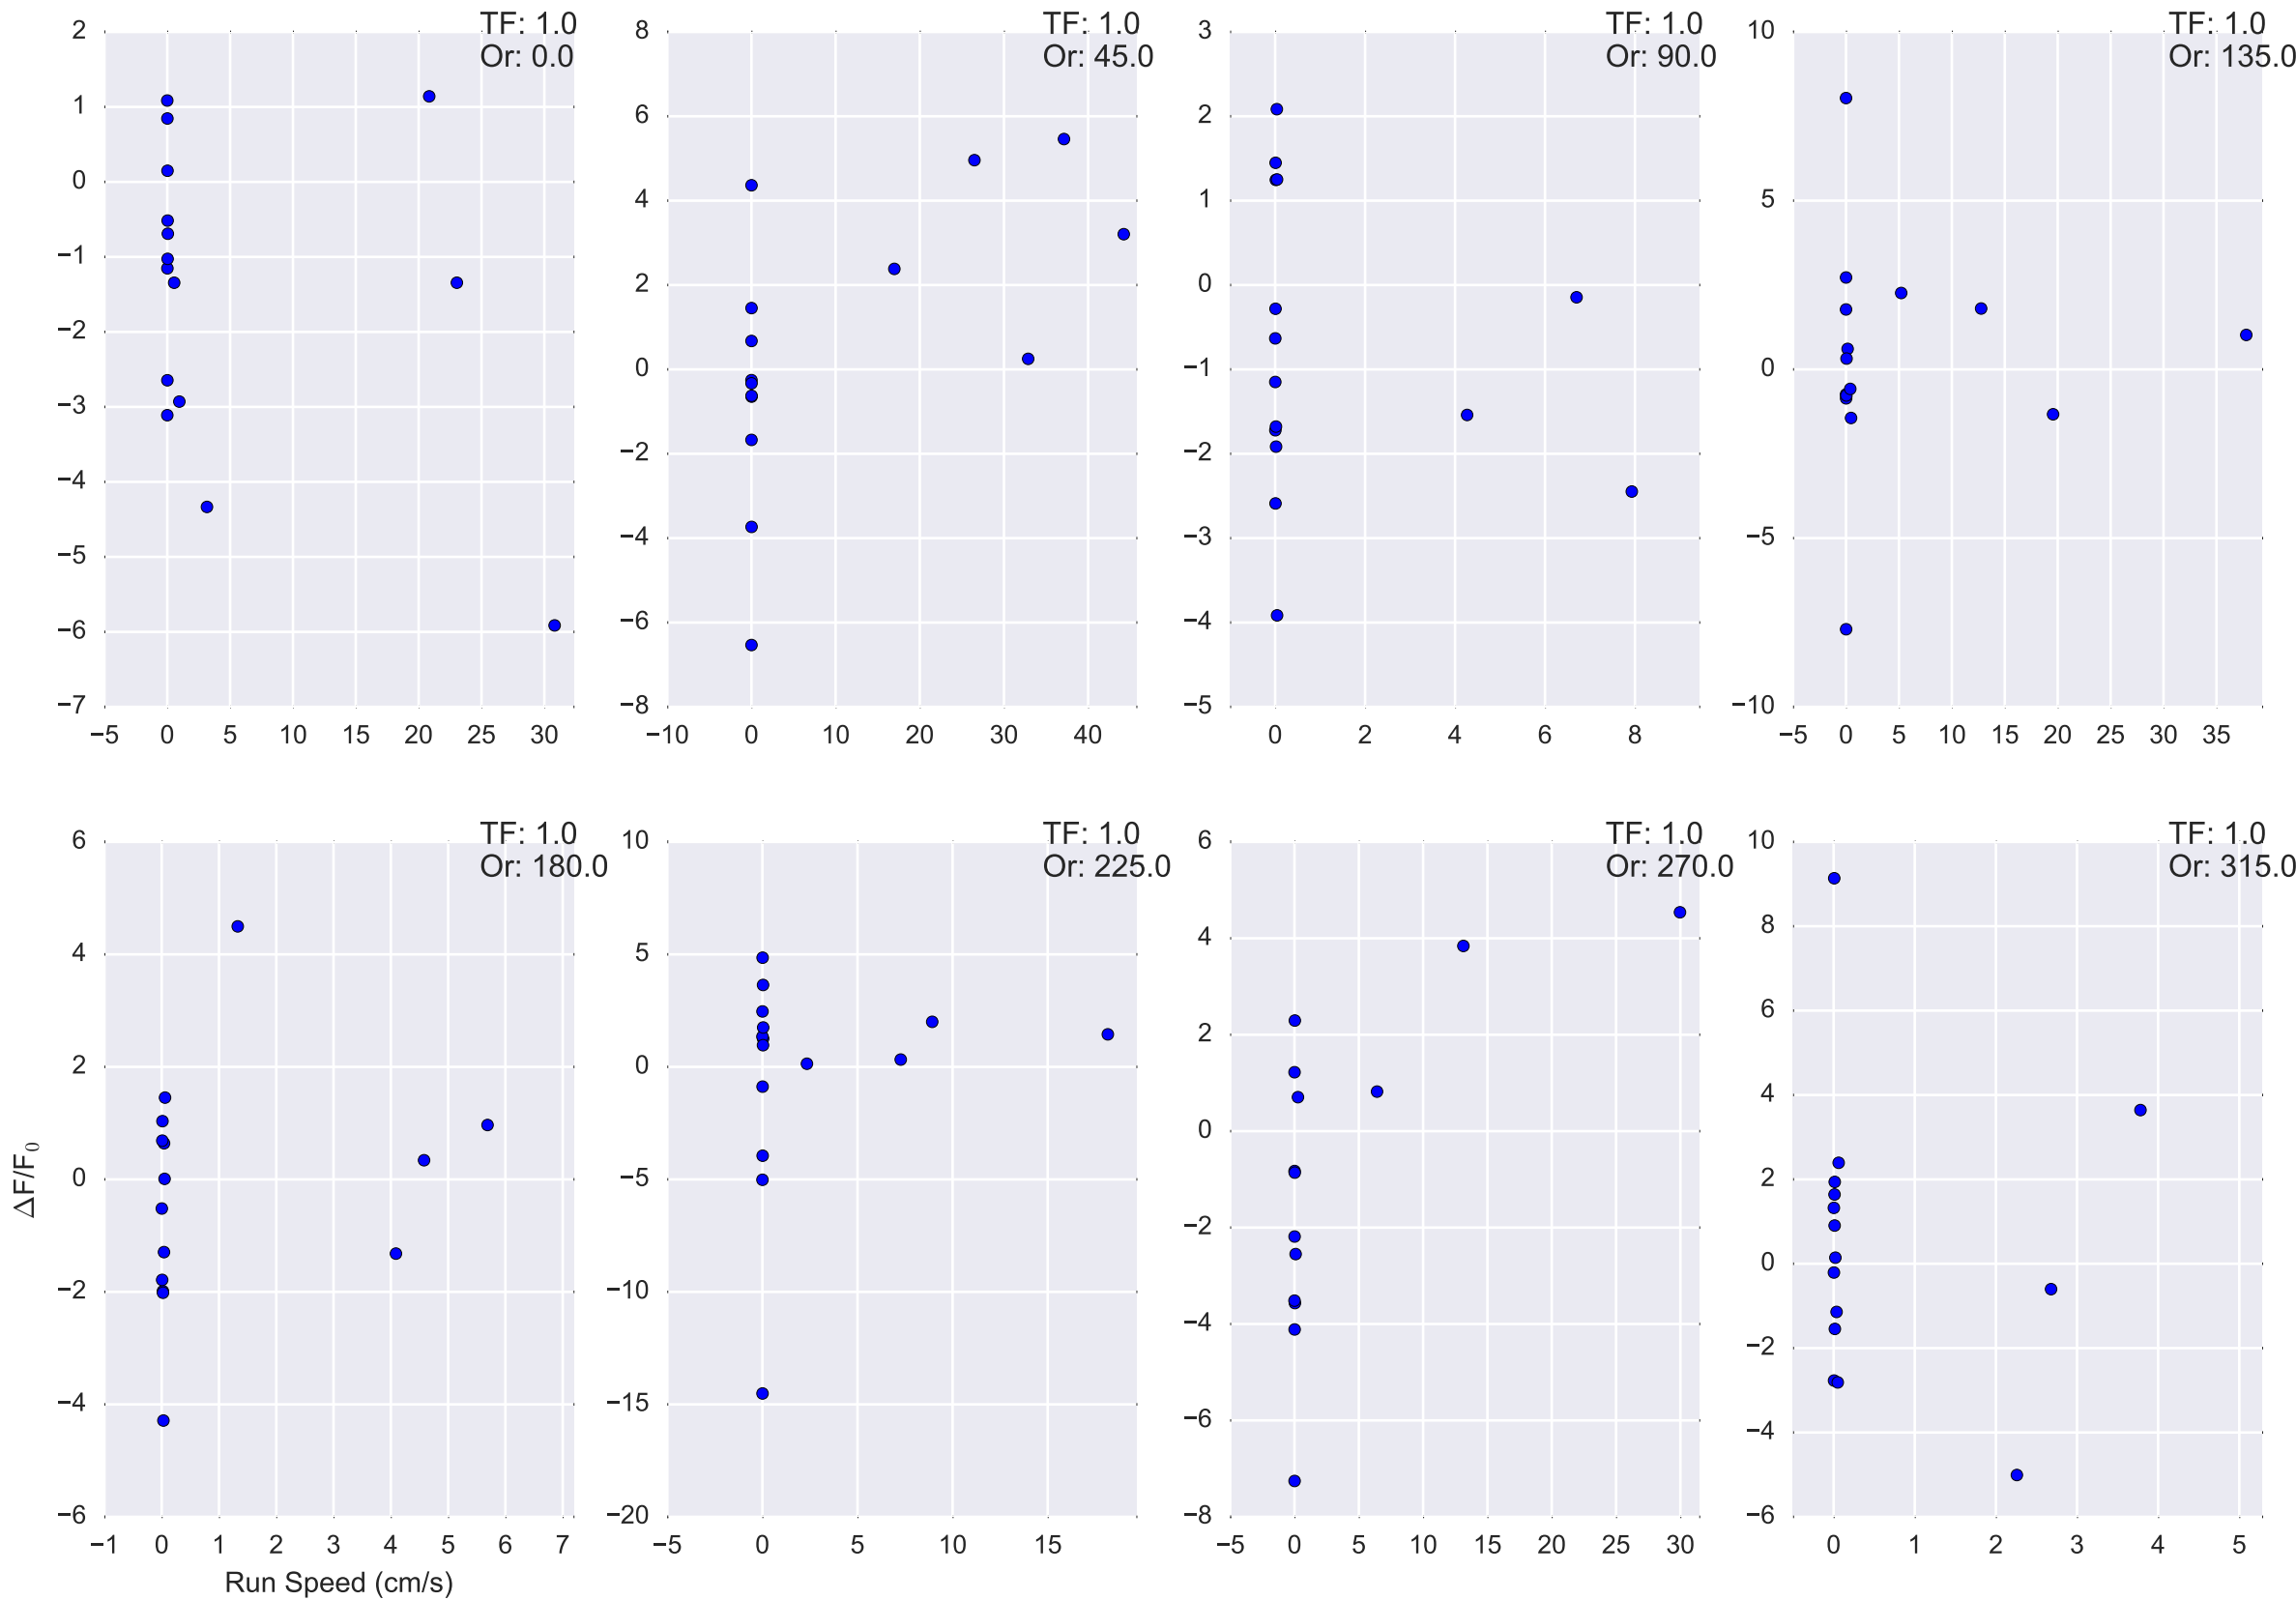 TF: 1.0
Or: 0.0
2
1
0
−1
−2
−3
−4
−5
−6
−7
−5 0 5 10 15 20 25 30
TF: 1.0
Or: 45.0
8
6
4
2
0
−2
−4
−6
−8
−10 0 10 20 30 40
TF: 1.0
Or: 90.0
3
2
1
0
−1
−2
−3
−4
−5
0 2 4 6 8
TF: 1.0
Or: 135.0
10
5
0
−5
−10
−5 0 5 10 15 20 25 30 35
TF: 1.0
Or: 180.0
6
4
2
0
−2
−4
−6
−1 0 1 2 3 4 5 6 7
Run Speed (cm/s)
ΔF/F₀
TF: 1.0
Or: 225.0
10
5
0
−5
−10
−15
−20
−5 0 5 10 15
TF: 1.0
Or: 270.0
6
4
2
0
−2
−4
−6
−8
−5 0 5 10 15 20 25 30
TF: 1.0
Or: 315.0
10
8
6
4
2
0
−2
−4
−6
0 1 2 3 4 5